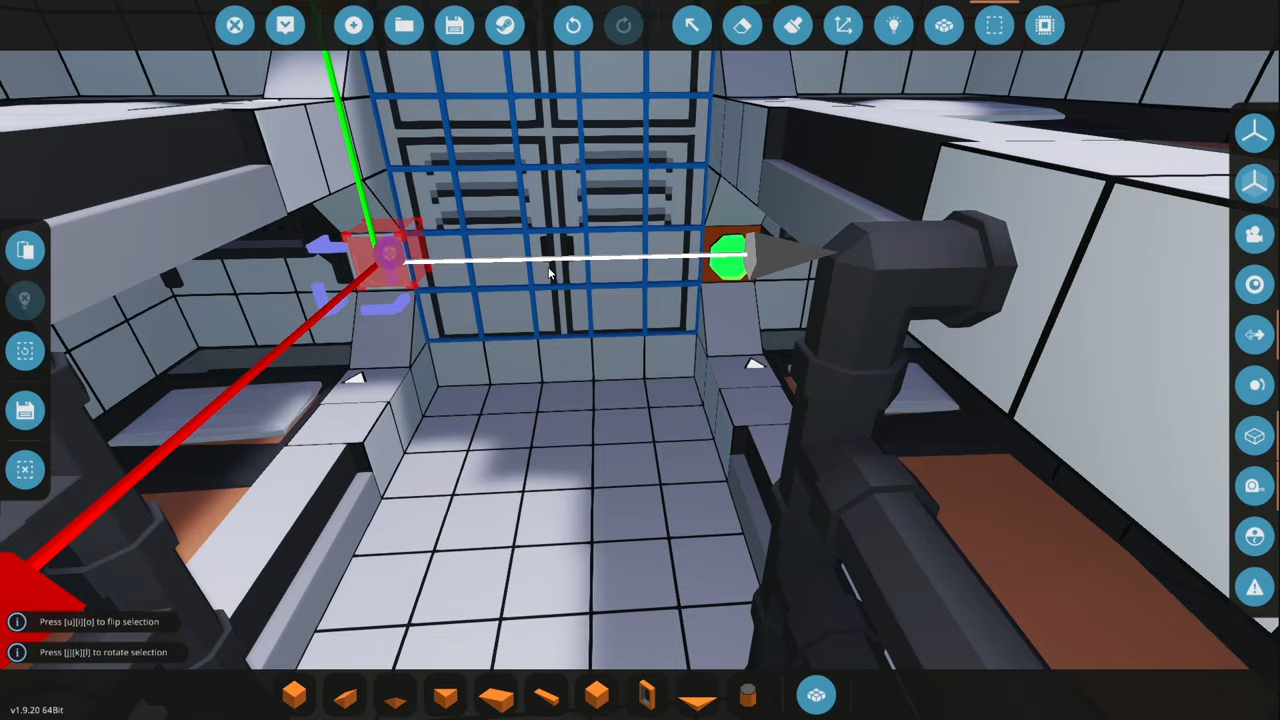 Press [u][i][o] to flip selection
Press [j][k][l] to rotate selection
v1.9.20 64Bit